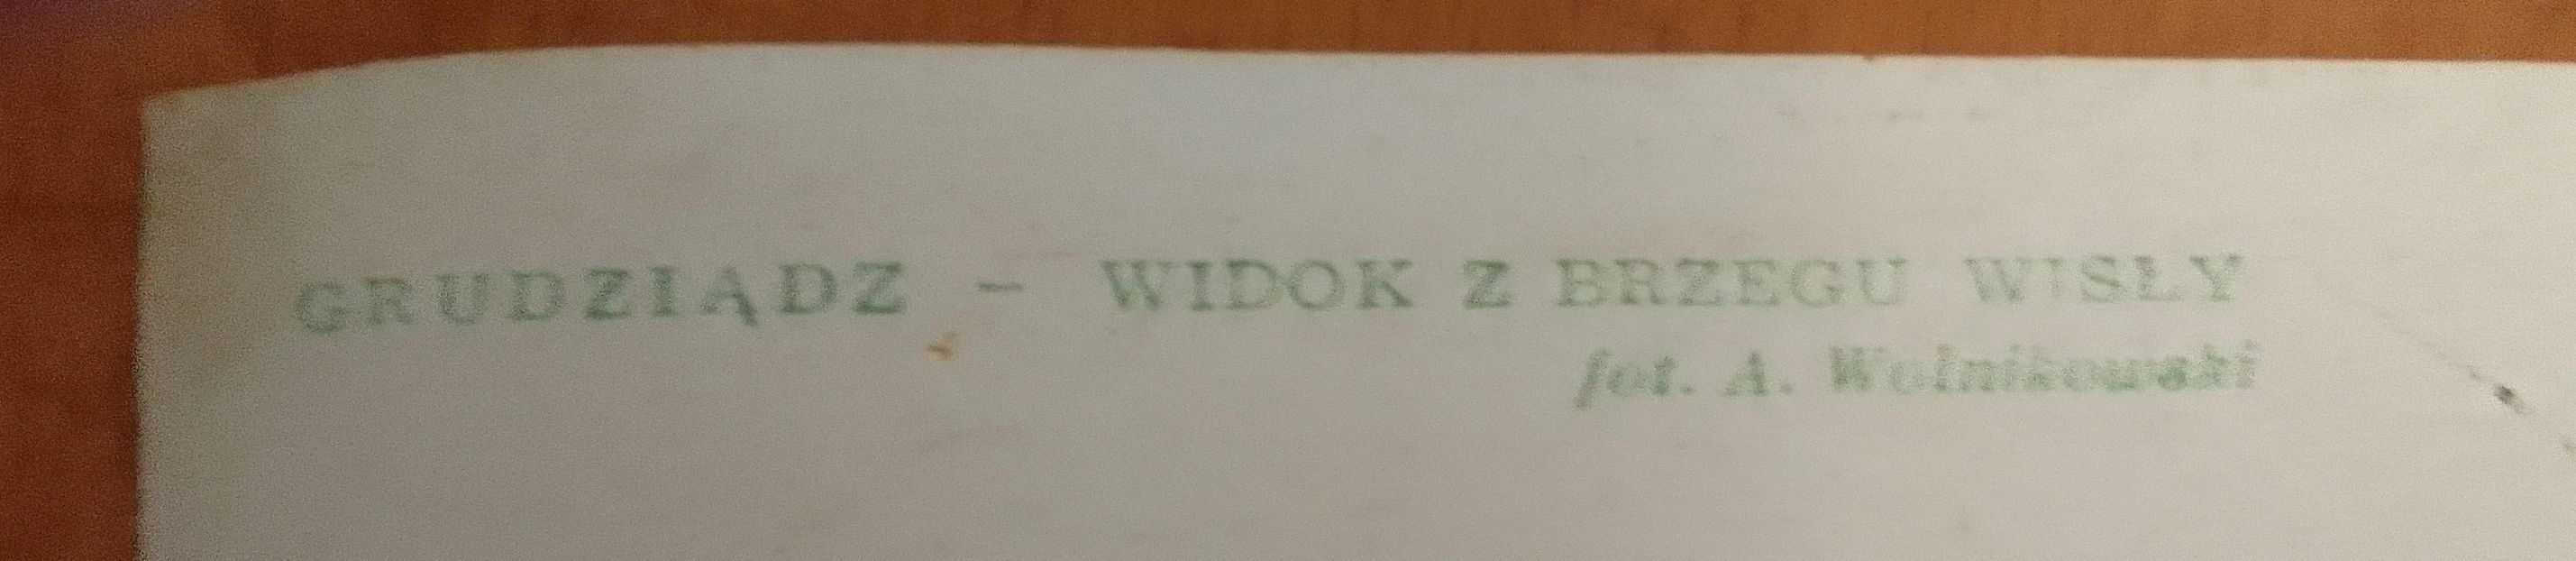 GRUDZIĄDZ – WIDOK Z BRZEGU WISŁY
fot. A. Wolnikowski